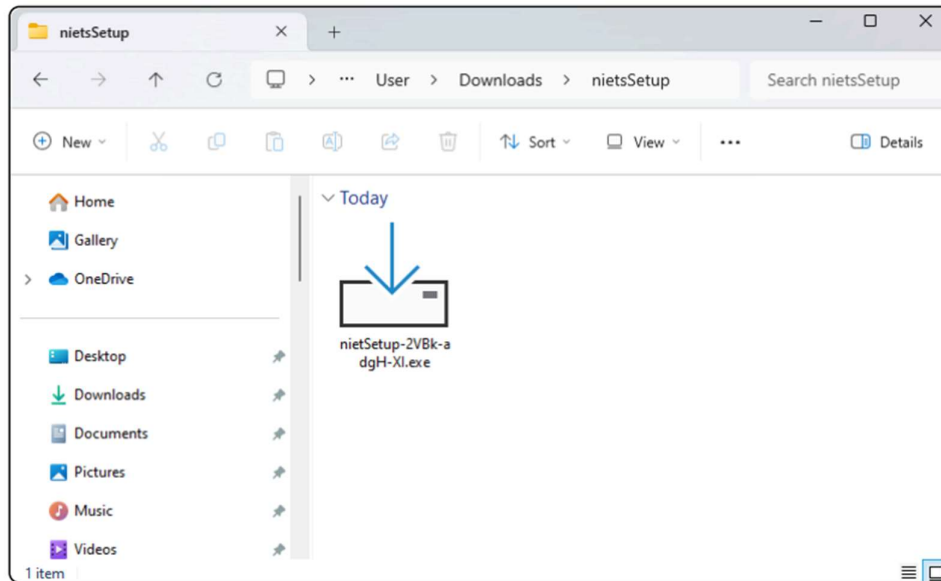 nietsSetup
User > Downloads > nietsSetup
Search nietsSetup
New
Sort
View
Details
Home
Gallery
OneDrive
Desktop
Downloads
Documents
Pictures
Music
Videos
Today
nietSetup-2VBk-a
dgH-XI.exe
1 item